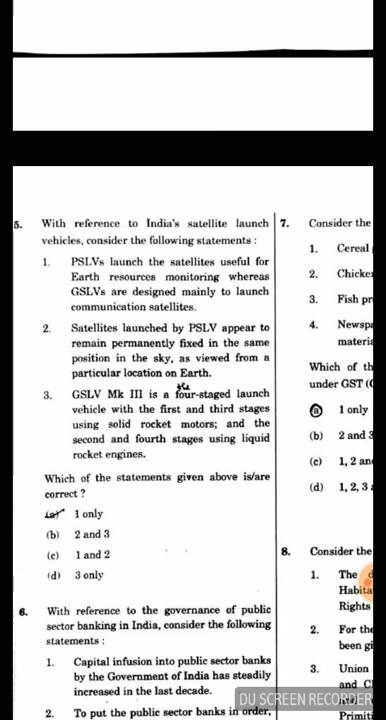 5. With reference to India's satellite launch
vehicles, consider the following statements :
1. PSLVs launch the satellites useful for
Earth resources monitoring whereas
GSLVs are designed mainly to launch
communication satellites.
2. Satellites launched by PSLV appear to
remain permanently fixed in the same
position in the sky, as viewed from a
particular location on Earth.
3. GSLV Mk III is a four-staged launch
vehicle with the first and third stages
using solid rocket motors; and the
second and fourth stages using liquid
rocket engines.
Which of the statements given above is/are
correct ?
(a) 1 only
(b) 2 and 3
(c) 1 and 2
(d) 3 only
6. With reference to the governance of public
sector banking in India, consider the following
statements :
1. Capital infusion into public sector banks
by the Government of India has steadily
increased in the last decade.
2. To put the public sector banks in order,
7. Consider the
1. Cereal
2. Chicke
3. Fish pr
4. Newspa
materia
Which of th
under GST (
(a) 1 only
(b) 2 and 3
(c) 1, 2 an
(d) 1, 2, 3
8. Consider the
1. The d
Habita
Rights
2. For the
been gi
3. Union
and C
the
Primiti
DU SCREEN RECORDER